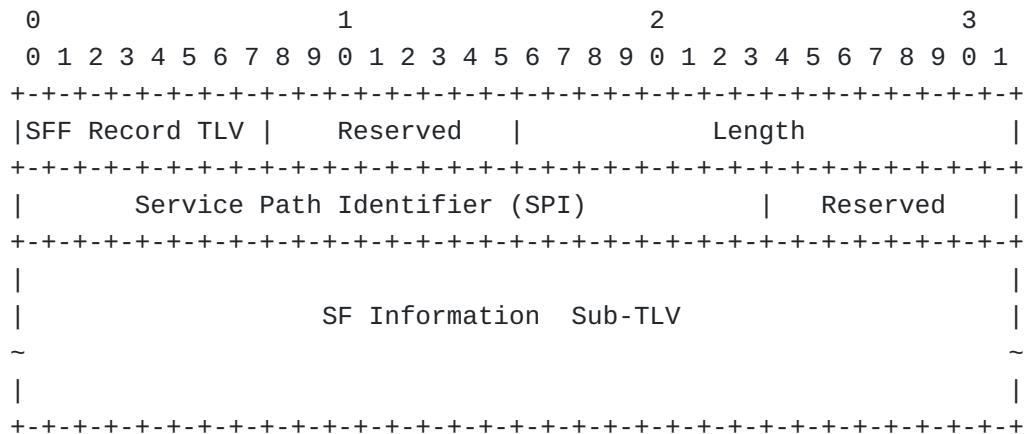 0 1 2 3
0 1 2 3 4 5 6 7 8 9 0 1 2 3 4 5 6 7 8 9 0 1 2 3 4 5 6 7 8 9 0 1
+-+-+-+-+-+-+-+-+-+-+-+-+-+-+-+-+-+-+-+-+-+-+-+-+-+-+-+-+-+-+-+-+
|SFF Record TLV | Reserved | Length |
+-+-+-+-+-+-+-+-+-+-+-+-+-+-+-+-+-+-+-+-+-+-+-+-+-+-+-+-+-+-+-+-+
| Service Path Identifier (SPI) | Reserved |
+-+-+-+-+-+-+-+-+-+-+-+-+-+-+-+-+-+-+-+-+-+-+-+-+-+-+-+-+-+-+-+-+
| |
| SF Information Sub-TLV |
~ ~
| |
+-+-+-+-+-+-+-+-+-+-+-+-+-+-+-+-+-+-+-+-+-+-+-+-+-+-+-+-+-+-+-+-+